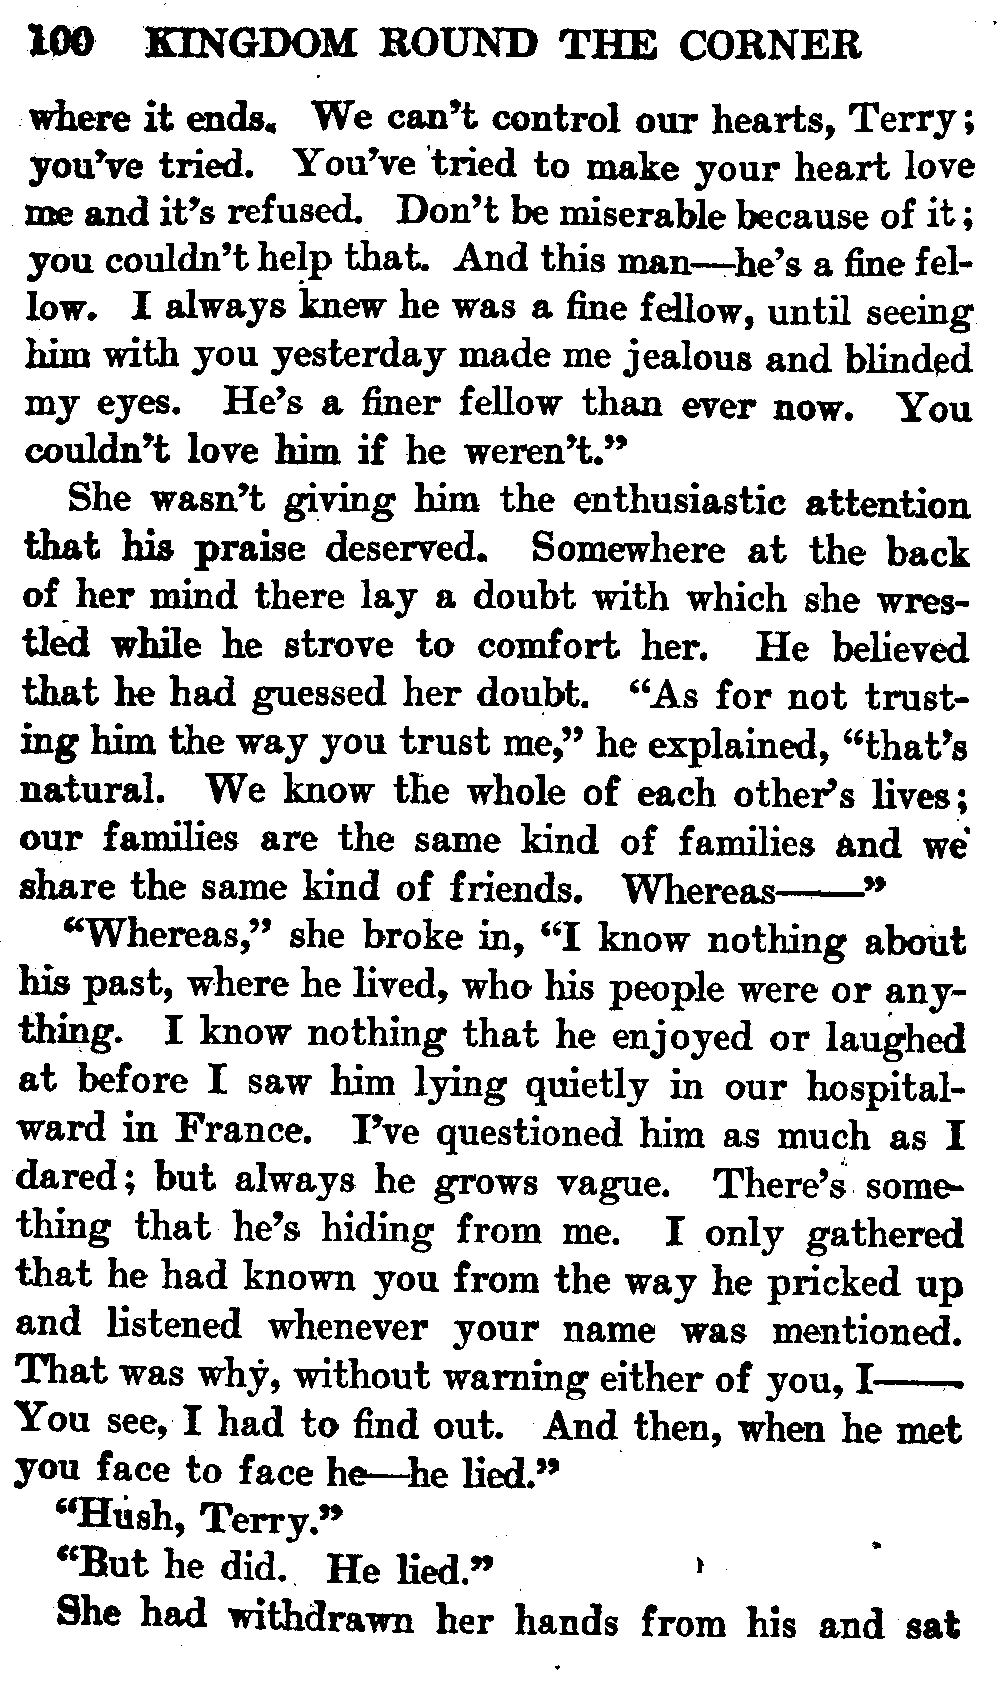 100 KINGDOM ROUND THE CORNER
where it ends. We can't control our hearts, Terry;
you've tried. You've tried to make your heart love
me and it's refused. Don't be miserable because of it;
you couldn't help that. And this man—he's a fine fel-
low. I always knew he was a fine fellow, until seeing
him with you yesterday made me jealous and blinded
my eyes. He's a finer fellow than ever now. You
couldn't love him if he weren't."
She wasn't giving him the enthusiastic attention
that his praise deserved. Somewhere at the back
of her mind there lay a doubt with which she wres-
tled while he strove to comfort her. He believed
that he had guessed her doubt. "As for not trust-
ing him the way you trust me," he explained, "that's
natural. We know the whole of each other's lives;
our families are the same kind of families and we
share the same kind of friends. Whereas——"
"Whereas," she broke in, "I know nothing about
his past, where he lived, who his people were or any-
thing. I know nothing that he enjoyed or laughed
at before I saw him lying quietly in our hospital-
ward in France. I've questioned him as much as I
dared; but always he grows vague. There's some-
thing that he's hiding from me. I only gathered
that he had known you from the way he pricked up
and listened whenever your name was mentioned.
That was why, without warning either of you, I——.
You see, I had to find out. And then, when he met
you face to face he—he lied."
"Hush, Terry."
"But he did. He lied."
She had withdrawn her hands from his and sat